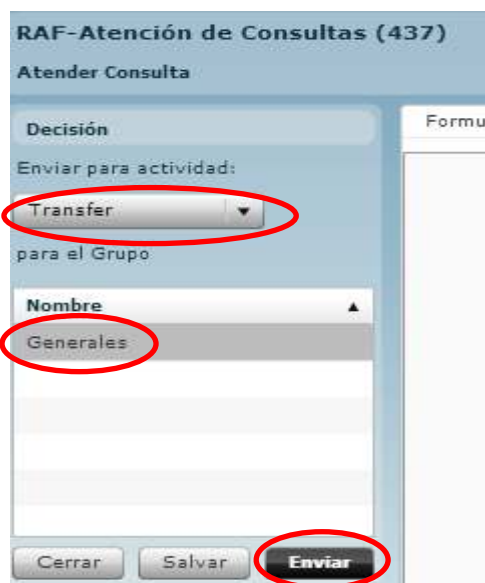 RAF-Atención de Consultas (437)
Atender Consulta
Decisión
Formu
Enviar para actividad:
Transfer
para el Grupo
Nombre
Generales
Cerrar Salvar Enviar